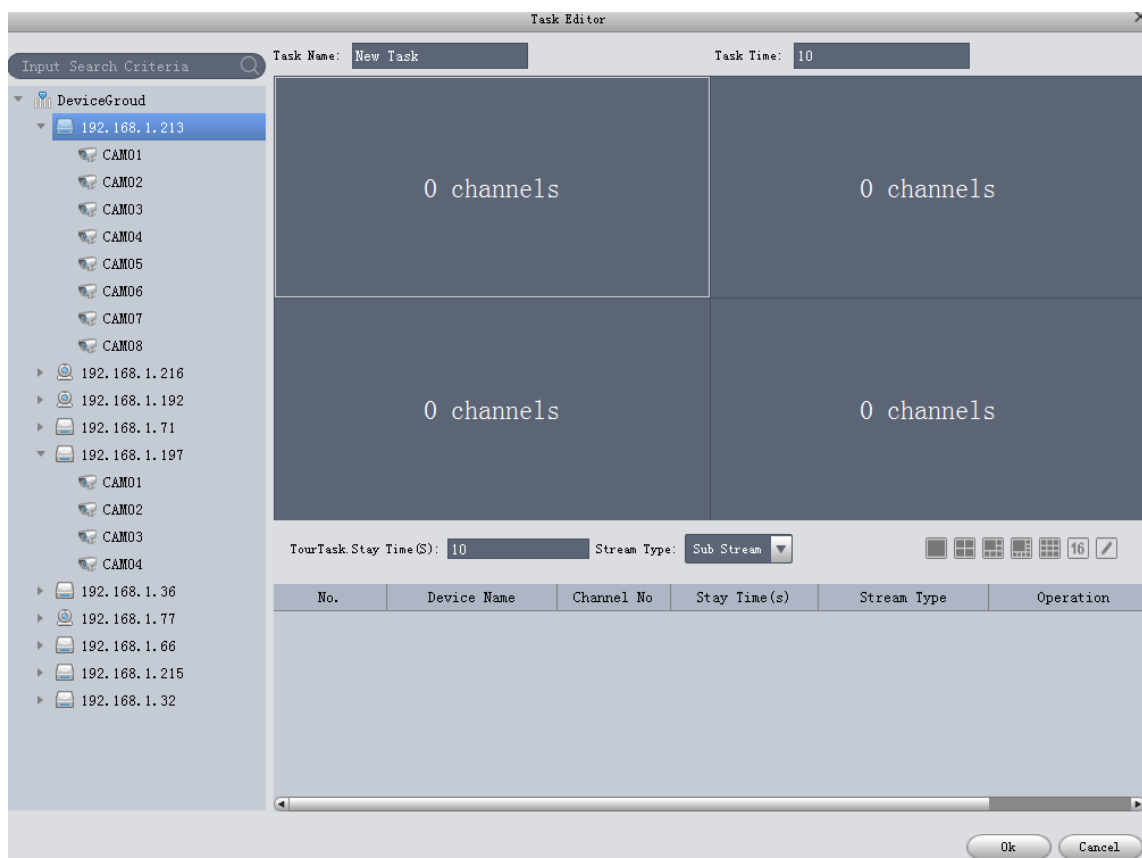 Task Editor
Input Search Criteria
Task Name: New Task
Task Time: 10
DeviceGroud
192.168.1.213
CAM01
CAM02
CAM03
CAM04
CAM05
CAM06
CAM07
CAM08
192.168.1.216
192.168.1.192
192.168.1.71
192.168.1.197
CAM01
CAM02
CAM03
CAM04
192.168.1.36
192.168.1.77
192.168.1.66
192.168.1.215
192.168.1.32
0 channels 0 channels
0 channels 0 channels
TourTask.Stay Time(S): 10 Stream Type: Sub Stream 16
No. Device Name Channel No Stay Time(s) Stream Type Operation
Ok Cancel